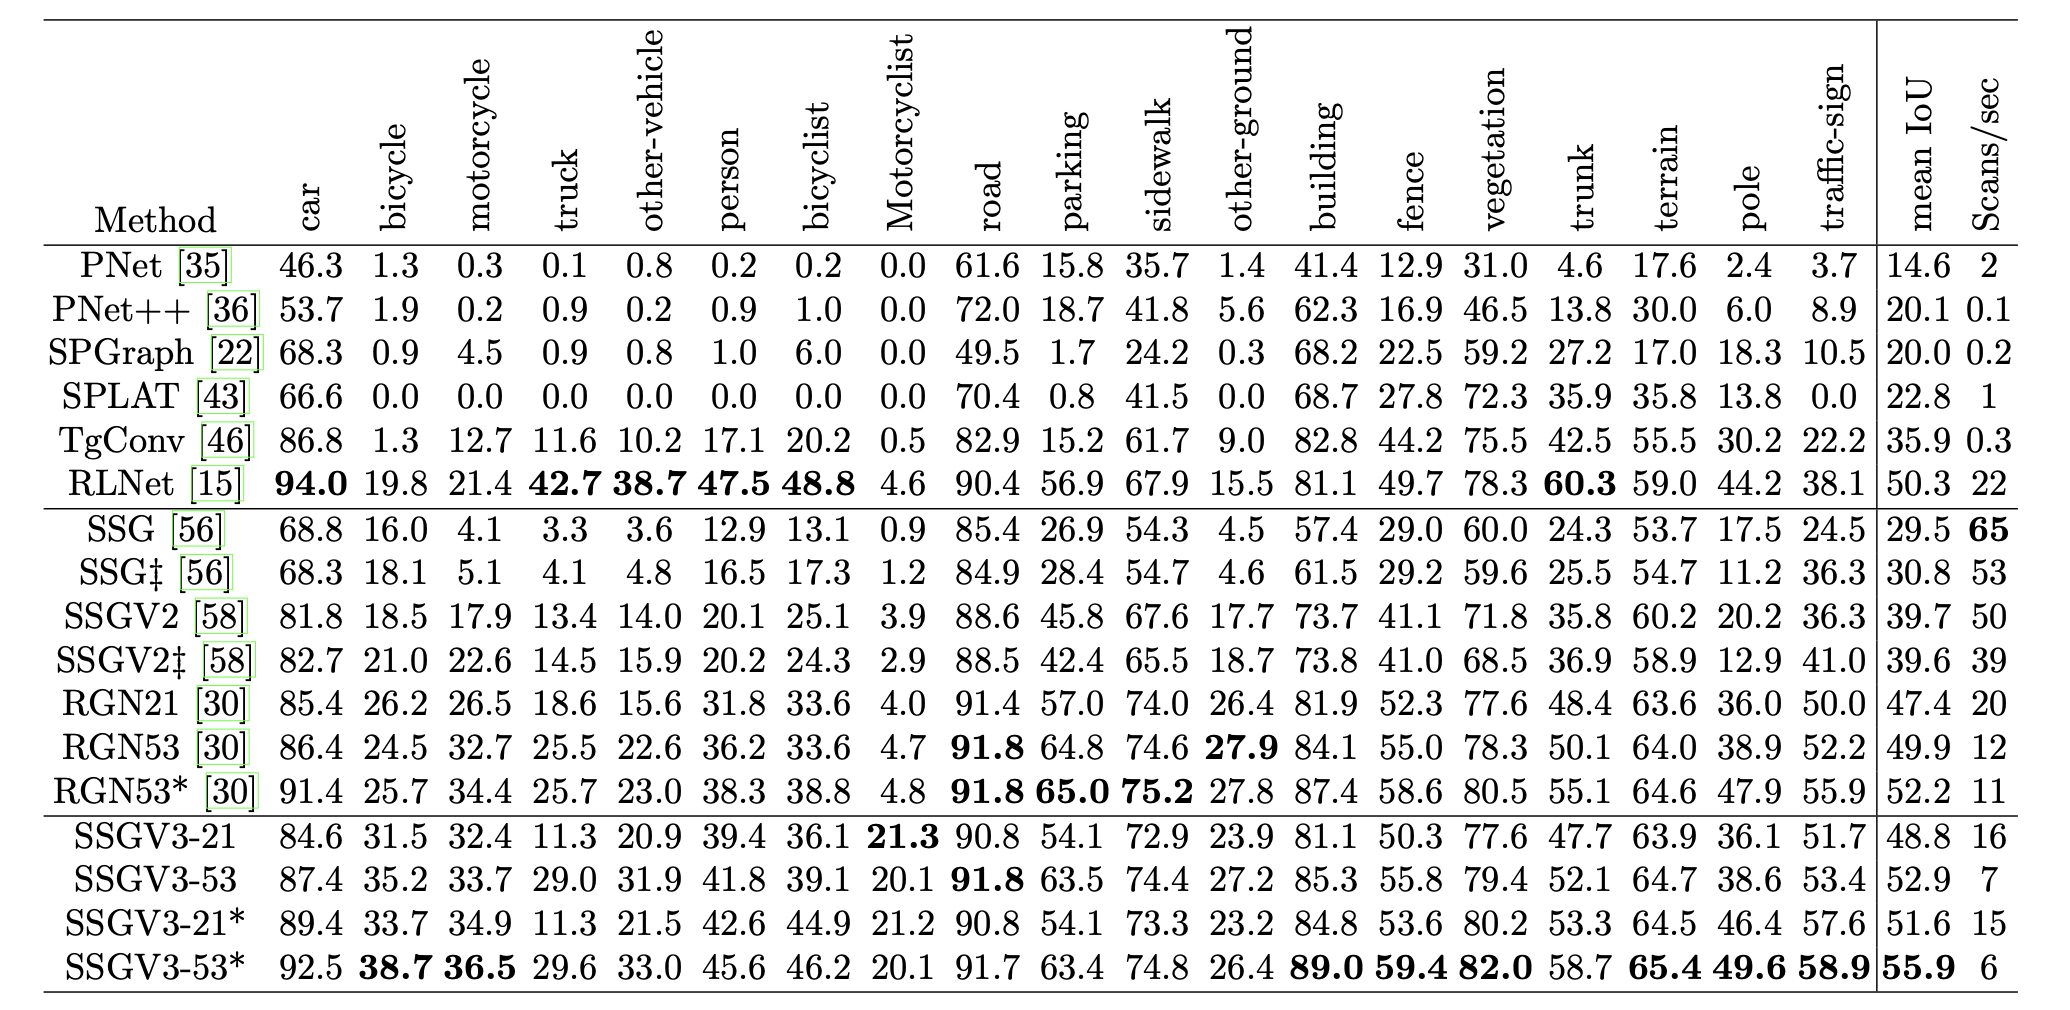 Method car bicycle motorcycle truck other-vehicle person bicyclist Motorcyclist road parking sidewalk other-ground building fence vegetation trunk terrain pole traffic-sign mean IoU Scans/sec
PNet [35] 46.3 1.3 0.3 0.1 0.8 0.2 0.2 0.0 61.6 15.8 35.7 1.4 41.4 12.9 31.0 4.6 17.6 2.4 3.7 14.6 2
PNet++ [36] 53.7 1.9 0.2 0.9 0.2 0.9 1.0 0.0 72.0 18.7 41.8 5.6 62.3 16.9 46.5 13.8 30.0 6.0 8.9 20.1 0.1
SPGraph [22] 68.3 0.9 4.5 0.9 0.8 1.0 6.0 0.0 49.5 1.7 24.2 0.3 68.2 22.5 59.2 27.2 17.0 18.3 10.5 20.0 0.2
SPLAT [43] 66.6 0.0 0.0 0.0 0.0 0.0 0.0 0.0 70.4 0.8 41.5 0.0 68.7 27.8 72.3 35.9 35.8 13.8 0.0 22.8 1
TgConv [46] 86.8 1.3 12.7 11.6 10.2 17.1 20.2 0.5 82.9 15.2 61.7 9.0 82.8 44.2 75.5 42.5 55.5 30.2 22.2 35.9 0.3
RLNet [15] 94.0 19.8 21.4 42.7 38.7 47.5 48.8 4.6 90.4 56.9 67.9 15.5 81.1 49.7 78.3 60.3 59.0 44.2 38.1 50.3 22
SSG [56] 68.8 16.0 4.1 3.3 3.6 12.9 13.1 0.9 85.4 26.9 54.3 4.5 57.4 29.0 60.0 24.3 53.7 17.5 24.5 29.5 65
SSG‡ [56] 68.3 18.1 5.1 4.1 4.8 16.5 17.3 1.2 84.9 28.4 54.7 4.6 61.5 29.2 59.6 25.5 54.7 11.2 36.3 30.8 53
SSGV2 [58] 81.8 18.5 17.9 13.4 14.0 20.1 25.1 3.9 88.6 45.8 67.6 17.7 73.7 41.1 71.8 35.8 60.2 20.2 36.3 39.7 50
SSGV2‡ [58] 82.7 21.0 22.6 14.5 15.9 20.2 24.3 2.9 88.5 42.4 65.5 18.7 73.8 41.0 68.5 36.9 58.9 12.9 41.0 39.6 39
RGN21 [30] 85.4 26.2 26.5 18.6 15.6 31.8 33.6 4.0 91.4 57.0 74.0 26.4 81.9 52.3 77.6 48.4 63.6 36.0 50.0 47.4 20
RGN53 [30] 86.4 24.5 32.7 25.5 22.6 36.2 33.6 4.7 91.8 64.8 74.6 27.9 84.1 55.0 78.3 50.1 64.0 38.9 52.2 49.9 12
RGN53* [30] 91.4 25.7 34.4 25.7 23.0 38.3 38.8 4.8 91.8 65.0 75.2 27.8 87.4 58.6 80.5 55.1 64.6 47.9 55.9 52.2 11
SSGV3-21 84.6 31.5 32.4 11.3 20.9 39.4 36.1 21.3 90.8 54.1 72.9 23.9 81.1 50.3 77.6 47.7 63.9 36.1 51.7 48.8 16
SSGV3-53 87.4 35.2 33.7 29.0 31.9 41.8 39.1 20.1 91.8 63.5 74.4 27.2 85.3 55.8 79.4 52.1 64.7 38.6 53.4 52.9 7
SSGV3-21* 89.4 33.7 34.9 11.3 21.5 42.6 44.9 21.2 90.8 54.1 73.3 23.2 84.8 53.6 80.2 53.3 64.5 46.4 57.6 51.6 15
SSGV3-53* 92.5 38.7 36.5 29.6 33.0 45.6 46.2 20.1 91.7 63.4 74.8 26.4 89.0 59.4 82.0 58.7 65.4 49.6 58.9 55.9 6